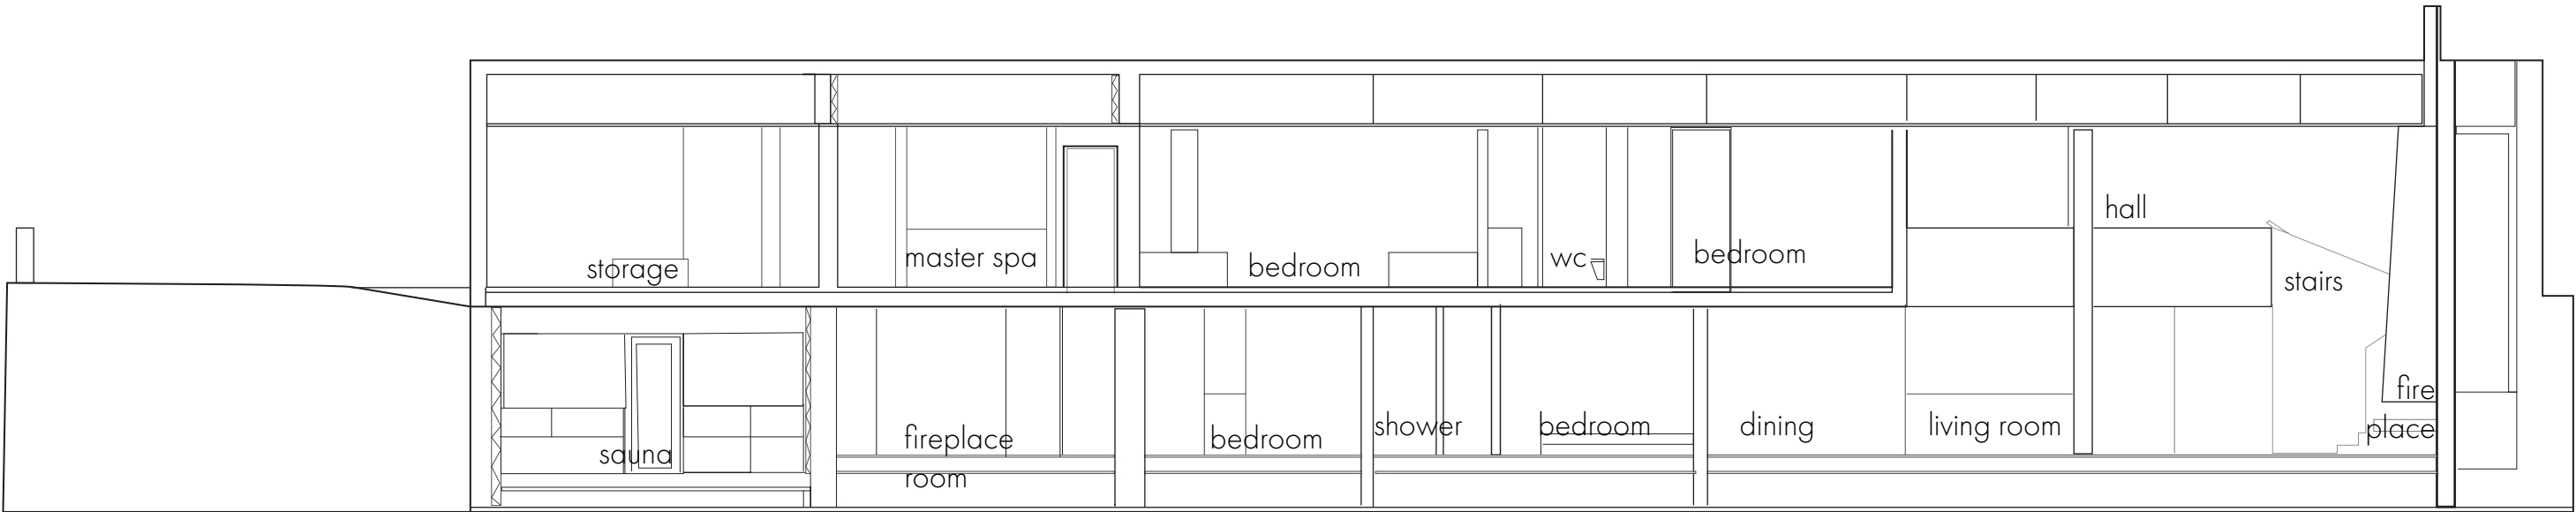 hall
storage
master spa
bedroom
wc
bedroom
stairs
sauna
fireplace
room
bedroom
shower
bedroom
dining
living room
fire
place